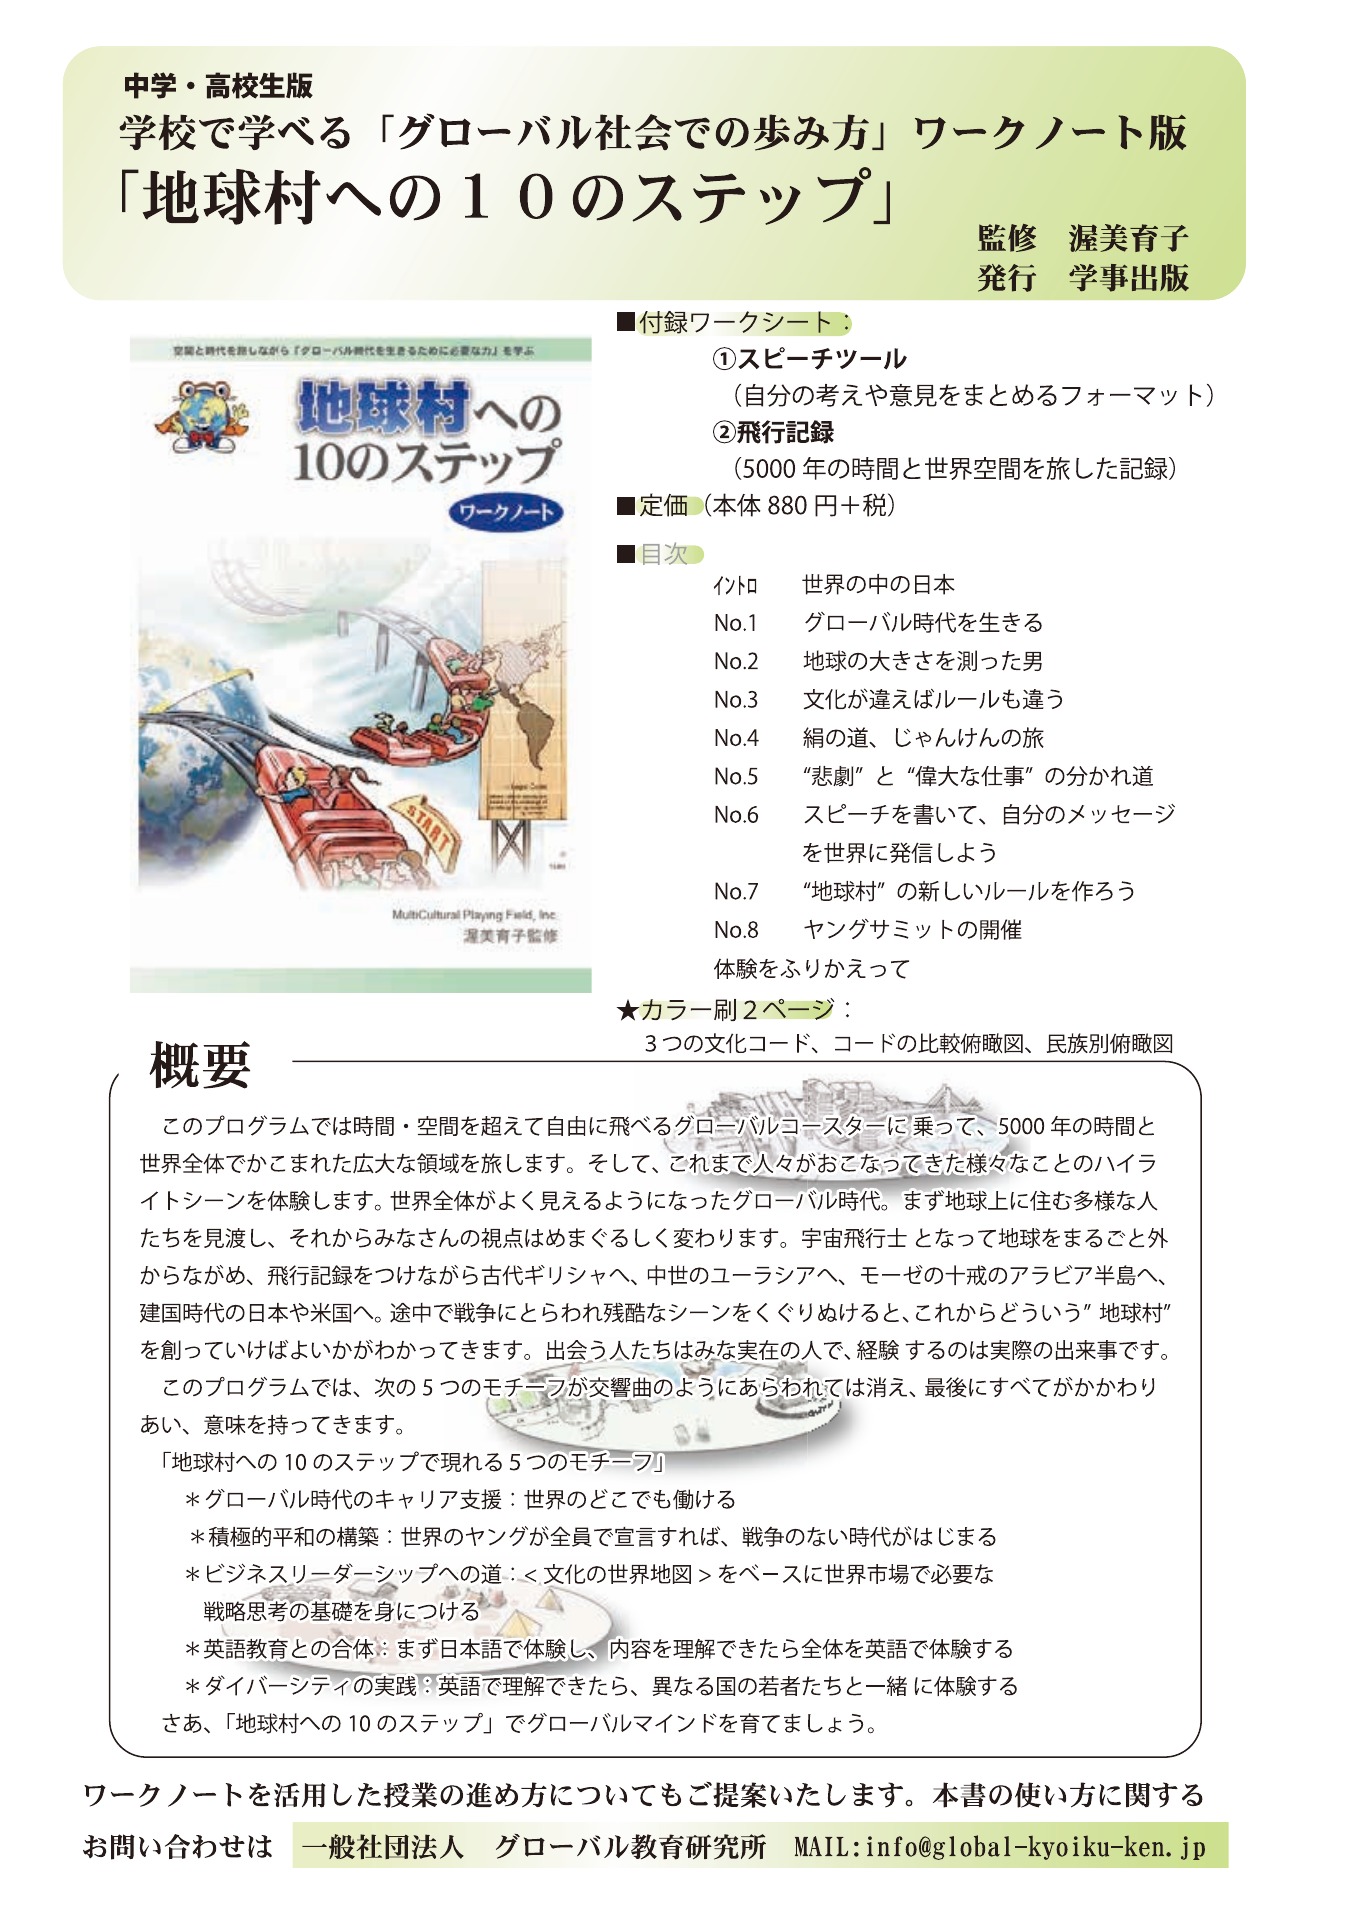 中学・高校生版
学校で学べる「グローバル社会での歩み方」ワークノート版
「地球村への１０のステップ」
監修　渥美育子
発行　学事出版
空間と時代を旅しながら「グローバル時代を生きるために必要な力」を学ぶ
地球村への
10のステップ
ワークノート
START
MultiCultural Playing Field, Inc
渥美育子監修
■付録ワークシート：
①スピーチツール
（自分の考えや意見をまとめるフォーマット）
②飛行記録
（5000 年の時間と世界空間を旅した記録）
■定価（本体 880 円＋税）
■目次
ｲﾝﾄﾛ　世界の中の日本
No.1　グローバル時代を生きる
No.2　地球の大きさを測った男
No.3　文化が違えばルールも違う
No.4　絹の道、じゃんけんの旅
No.5　“悲劇” と “偉大な仕事” の分かれ道
No.6　スピーチを書いて、自分のメッセージ
を世界に発信しよう
No.7　“地球村” の新しいルールを作ろう
No.8　ヤングサミットの開催
体験をふりかえって
★カラー刷２ページ：
３つの文化コード、コードの比較俯瞰図、民族別俯瞰図
概要
このプログラムでは時間・空間を超えて自由に飛べるグローバルコースターに 乗って、5000 年の時間と
世界全体でかこまれた広大な領域を旅します。そして、これまで人々がおこなってきた様々なことのハイラ
イトシーンを体験します。世界全体がよく見えるようになったグローバル時代。まず地球上に住む多様な人
たちを見渡し、それからみなさんの視点はめまぐるしく変わります。宇宙飛行士 となって地球をまるごと外
からながめ、飛行記録をつけながら古代ギリシャへ、中世のユーラシアへ、モーゼの十戒のアラビア半島へ、
建国時代の日本や米国へ。途中で戦争にとらわれ残酷なシーンをくぐりぬけると、これからどういう” 地球村”
を創っていけばよいかがわかってきます。出会う人たちはみな実在の人で、経験 するのは実際の出来事です。
このプログラムでは、次の 5 つのモチーフが交響曲のようにあらわれては消え、最後にすべてがかかわり
あい、意味を持ってきます。
「地球村への 10 のステップで現れる 5 つのモチーフ」
＊グローバル時代のキャリア支援：世界のどこでも働ける
＊積極的平和の構築：世界のヤングが全員で宣言すれば、戦争のない時代がはじまる
＊ビジネスリーダーシップへの道：< 文化の世界地図 > をベースに世界市場で必要な
戦略思考の基礎を身につける
＊英語教育との合体：まず日本語で体験し、内容を理解できたら全体を英語で体験する
＊ダイバーシティの実践：英語で理解できたら、異なる国の若者たちと一緒 に体験する
さあ、「地球村への 10 のステップ」でグローバルマインドを育てましょう。
ワークノートを活用した授業の進め方についてもご提案いたします。本書の使い方に関する
お問い合わせは　一般社団法人　グローバル教育研究所　MAIL:info@global-kyoiku-ken.jp